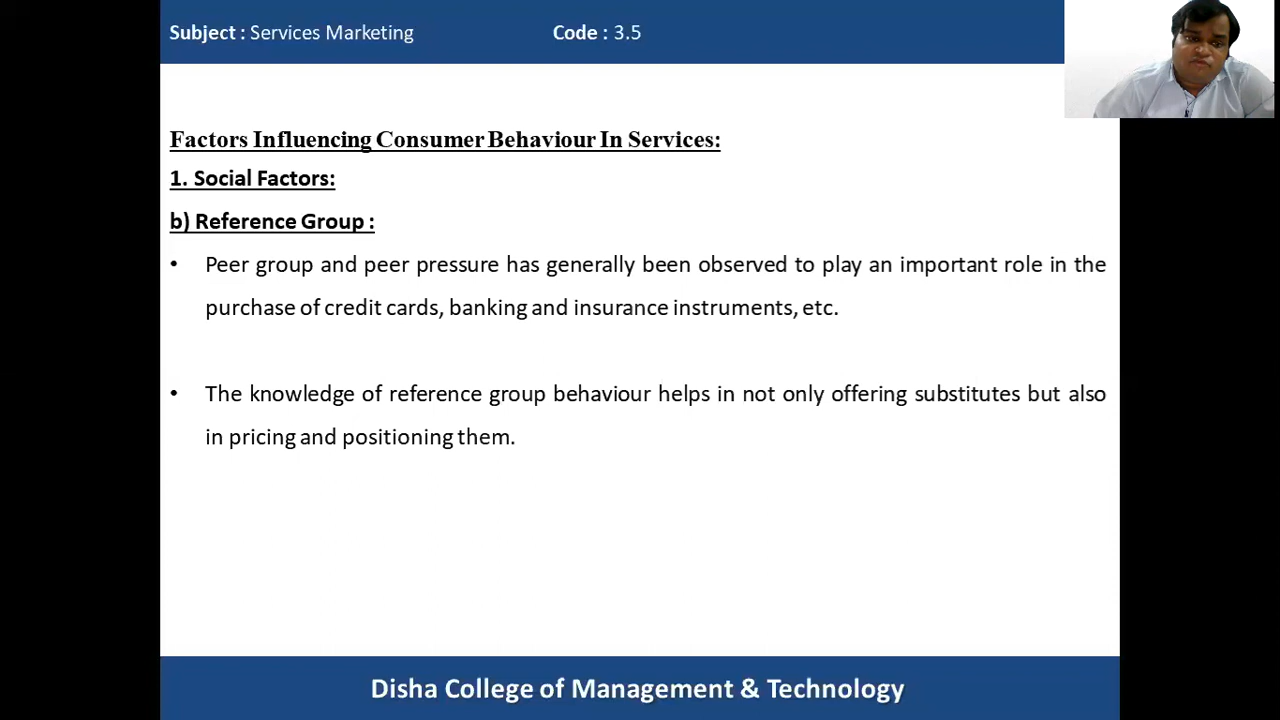 Subject : Services Marketing Code : 3.5
Factors Influencing Consumer Behaviour In Services:
1. Social Factors:
b) Reference Group :
• Peer group and peer pressure has generally been observed to play an important role in the
purchase of credit cards, banking and insurance instruments, etc.
• The knowledge of reference group behaviour helps in not only offering substitutes but also
in pricing and positioning them.
Disha College of Management & Technology